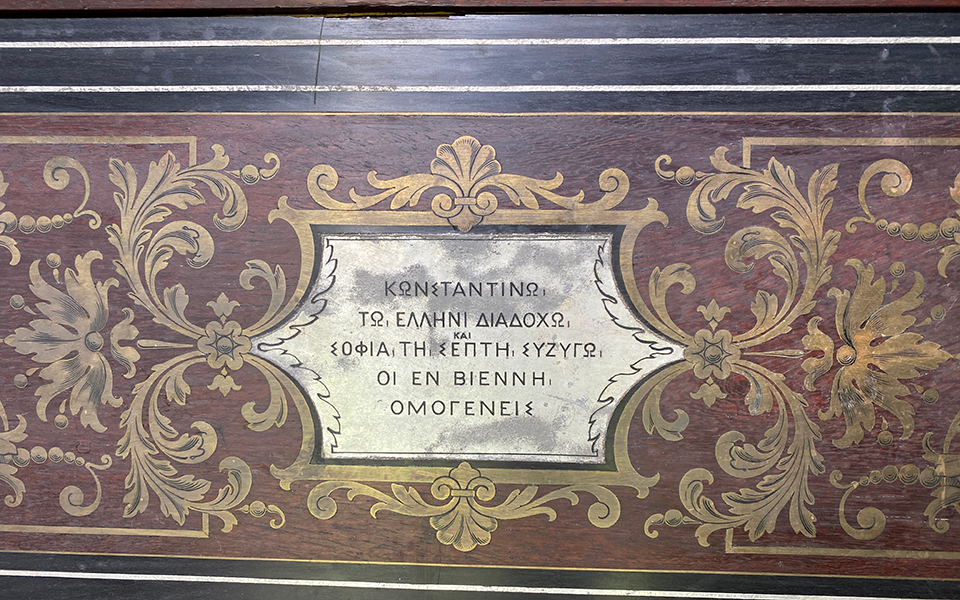 ΚΩΝΣΤΑΝΤΙΝΩι
ΤΩι ΕΛΛΗΝΙ ΔΙΑΔΟΧΩι
ΚΑΙ
ΣΟΦΙΑι ΤΗι ΣΕΠΤΗι ΣΥΖΥΓΩι
ΟΙ ΕΝ ΒΙΕΝΝΗι
ΟΜΟΓΕΝΕΙΣ